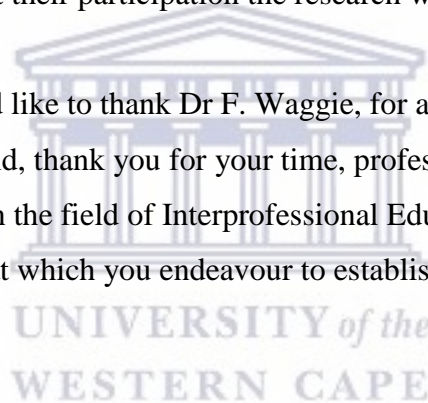 their participation the research w
like to thank Dr F. Waggie, for a
d, thank you for your time, profes
the field of Interprofessional Edu
t which you endeavour to establis
UNIVERSITY of the
WESTERN CAPE